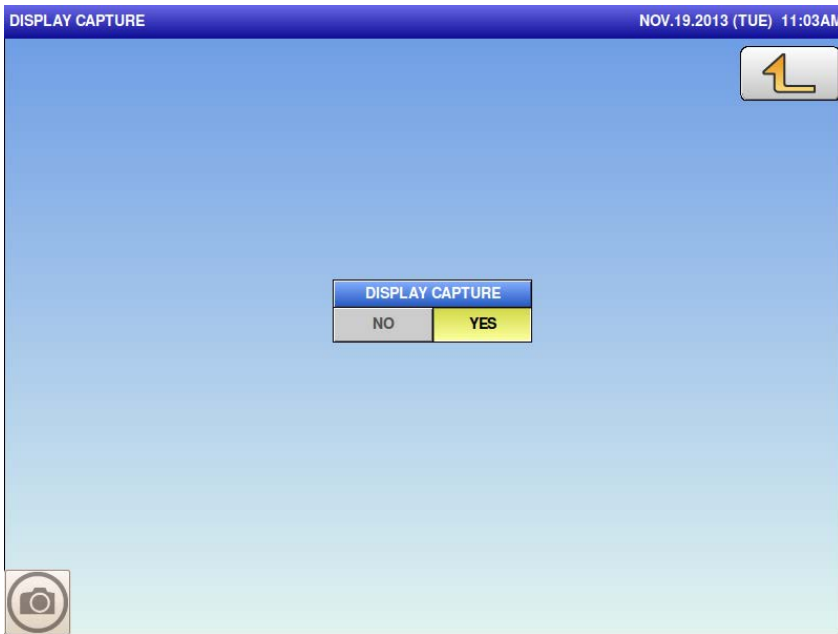 DISPLAY CAPTURE NOV.19.2013 (TUE) 11:03AM
DISPLAY CAPTURE
NO YES